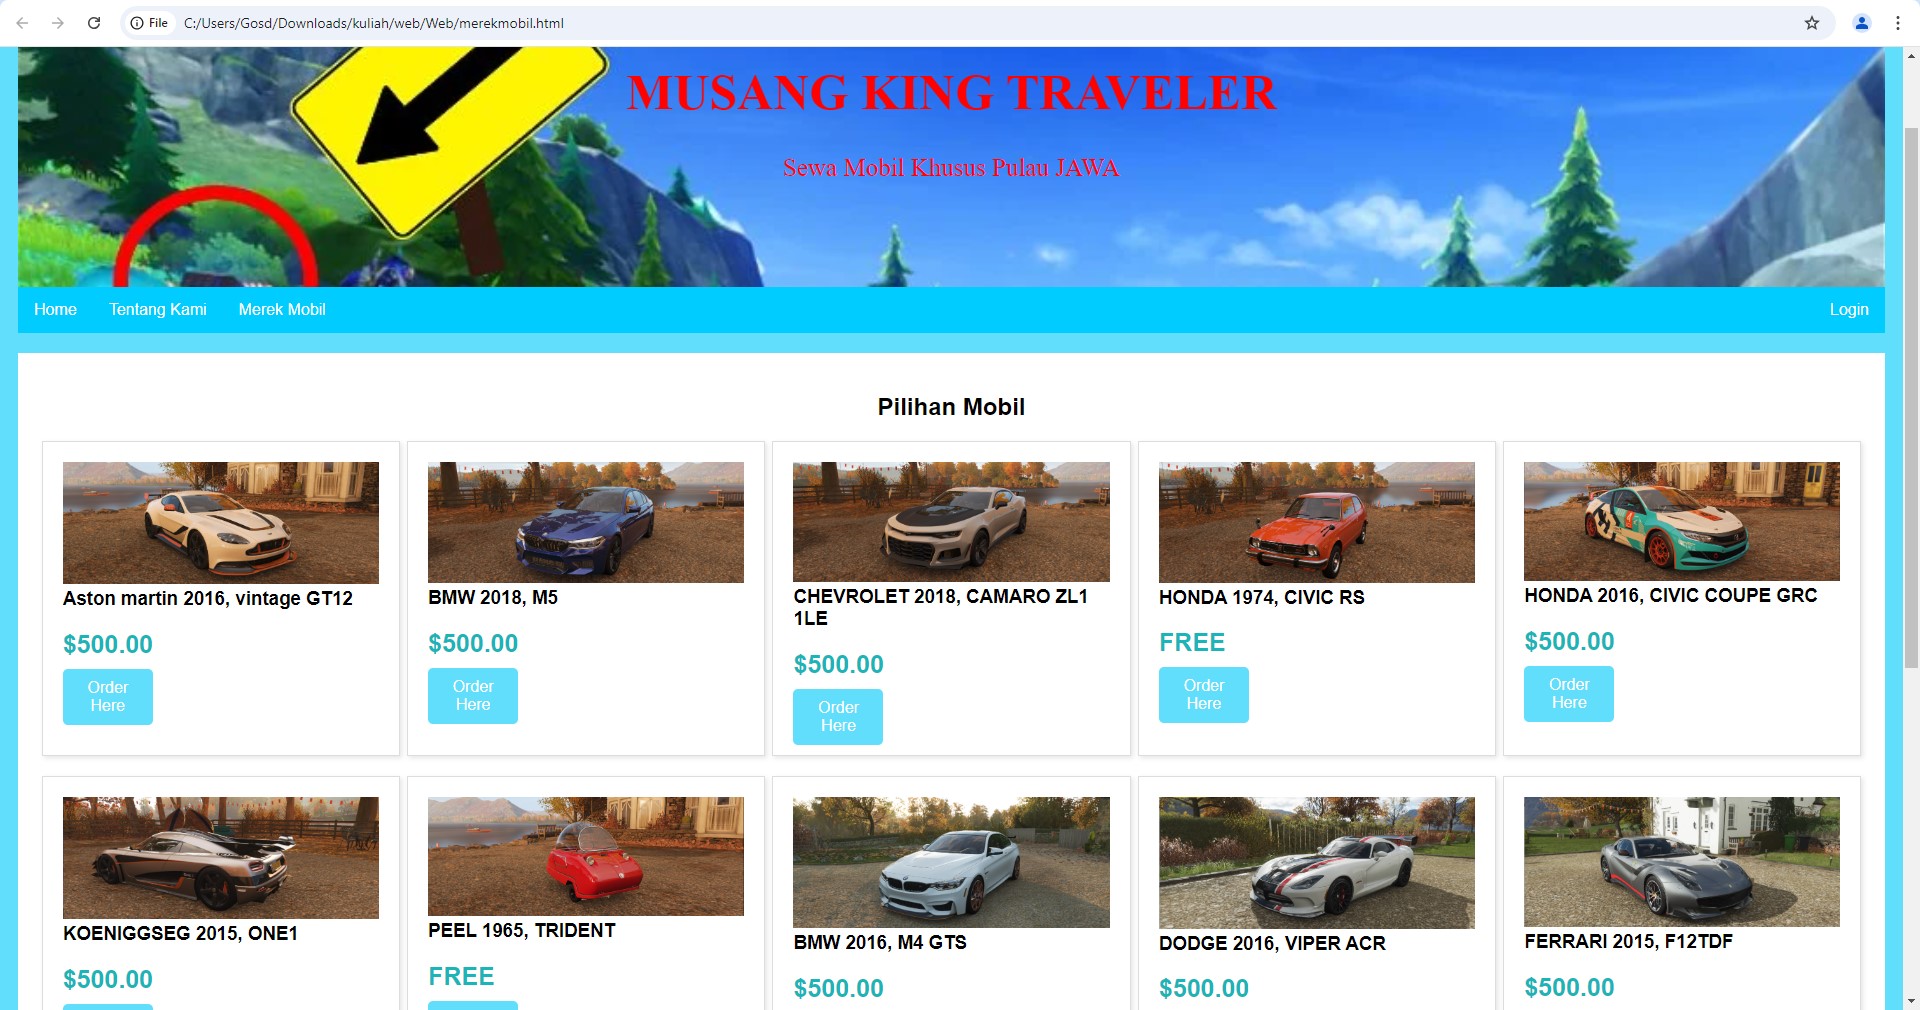 File C:/Users/Gosd/Downloads/kuliah/web/Web/merekmobil.html
MUSANG KING TRAVELER
Sewa Mobil Khusus Pulau JAWA
Home Tentang Kami Merek Mobil Login
Pilihan Mobil
Aston martin 2016, vintage GT12
$500.00
Order
Here
BMW 2018, M5
$500.00
Order
Here
CHEVROLET 2018, CAMARO ZL1
1LE
$500.00
Order
Here
HONDA 1974, CIVIC RS
FREE
Order
Here
HONDA 2016, CIVIC COUPE GRC
$500.00
Order
Here
KOENIGGSEG 2015, ONE1
$500.00
PEEL 1965, TRIDENT
FREE
BMW 2016, M4 GTS
$500.00
DODGE 2016, VIPER ACR
$500.00
FERRARI 2015, F12TDF
$500.00